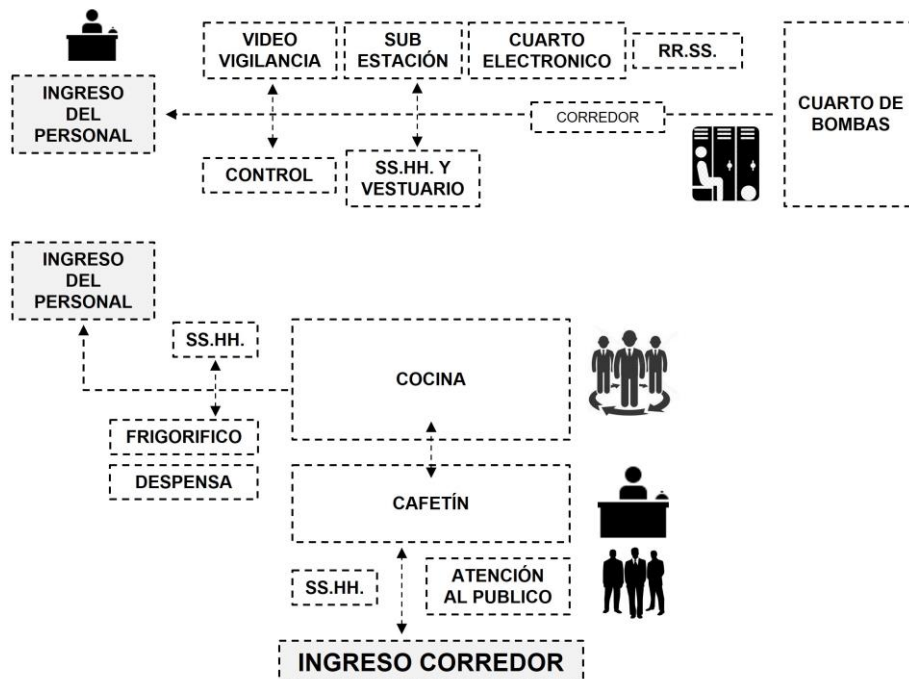 VIDEO
VIGILANCIA
SUB
ESTACIÓN
CUARTO
ELECTRONICO
RR.SS.
INGRESO
DEL
PERSONAL
CORREDOR
CUARTO DE
BOMBAS
CONTROL
SS.HH. Y
VESTUARIO
INGRESO
DEL
PERSONAL
SS.HH.
COCINA
FRIGORIFICO
DESPENSA
CAFETÍN
SS.HH.
ATENCIÓN
AL PUBLICO
INGRESO CORREDOR